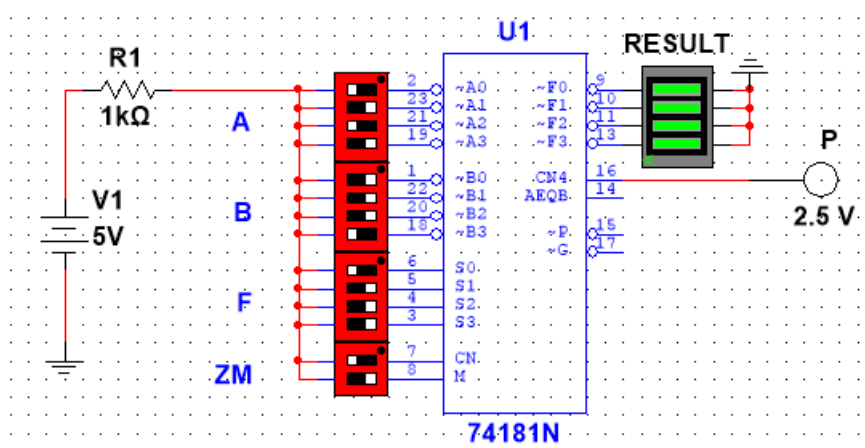 U1
R1
RESULT
1kΩ
A
2 ~A0 ~F0 9
23 ~A1 ~F1 10
21 ~A2 ~F2 11
19 ~A3 ~F3 13
P
1 ~B0 CN4 16
22 ~B1 AEQB 14
20 ~B2
18 ~B3 ~P 15
~G 17
2.5 V
V1
5V
B
6 S0
5 S1
4 S2
3 S3
F
7 CN
8 M
ZM
74181N